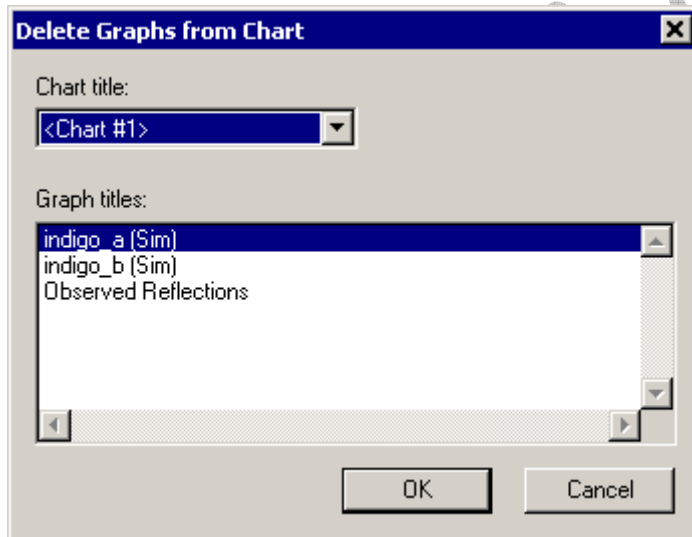 Delete Graphs from Chart
Chart title:
<Chart #1>
Graph titles:
indigo_a (Sim)
indigo_b (Sim)
Observed Reflections
OK
Cancel